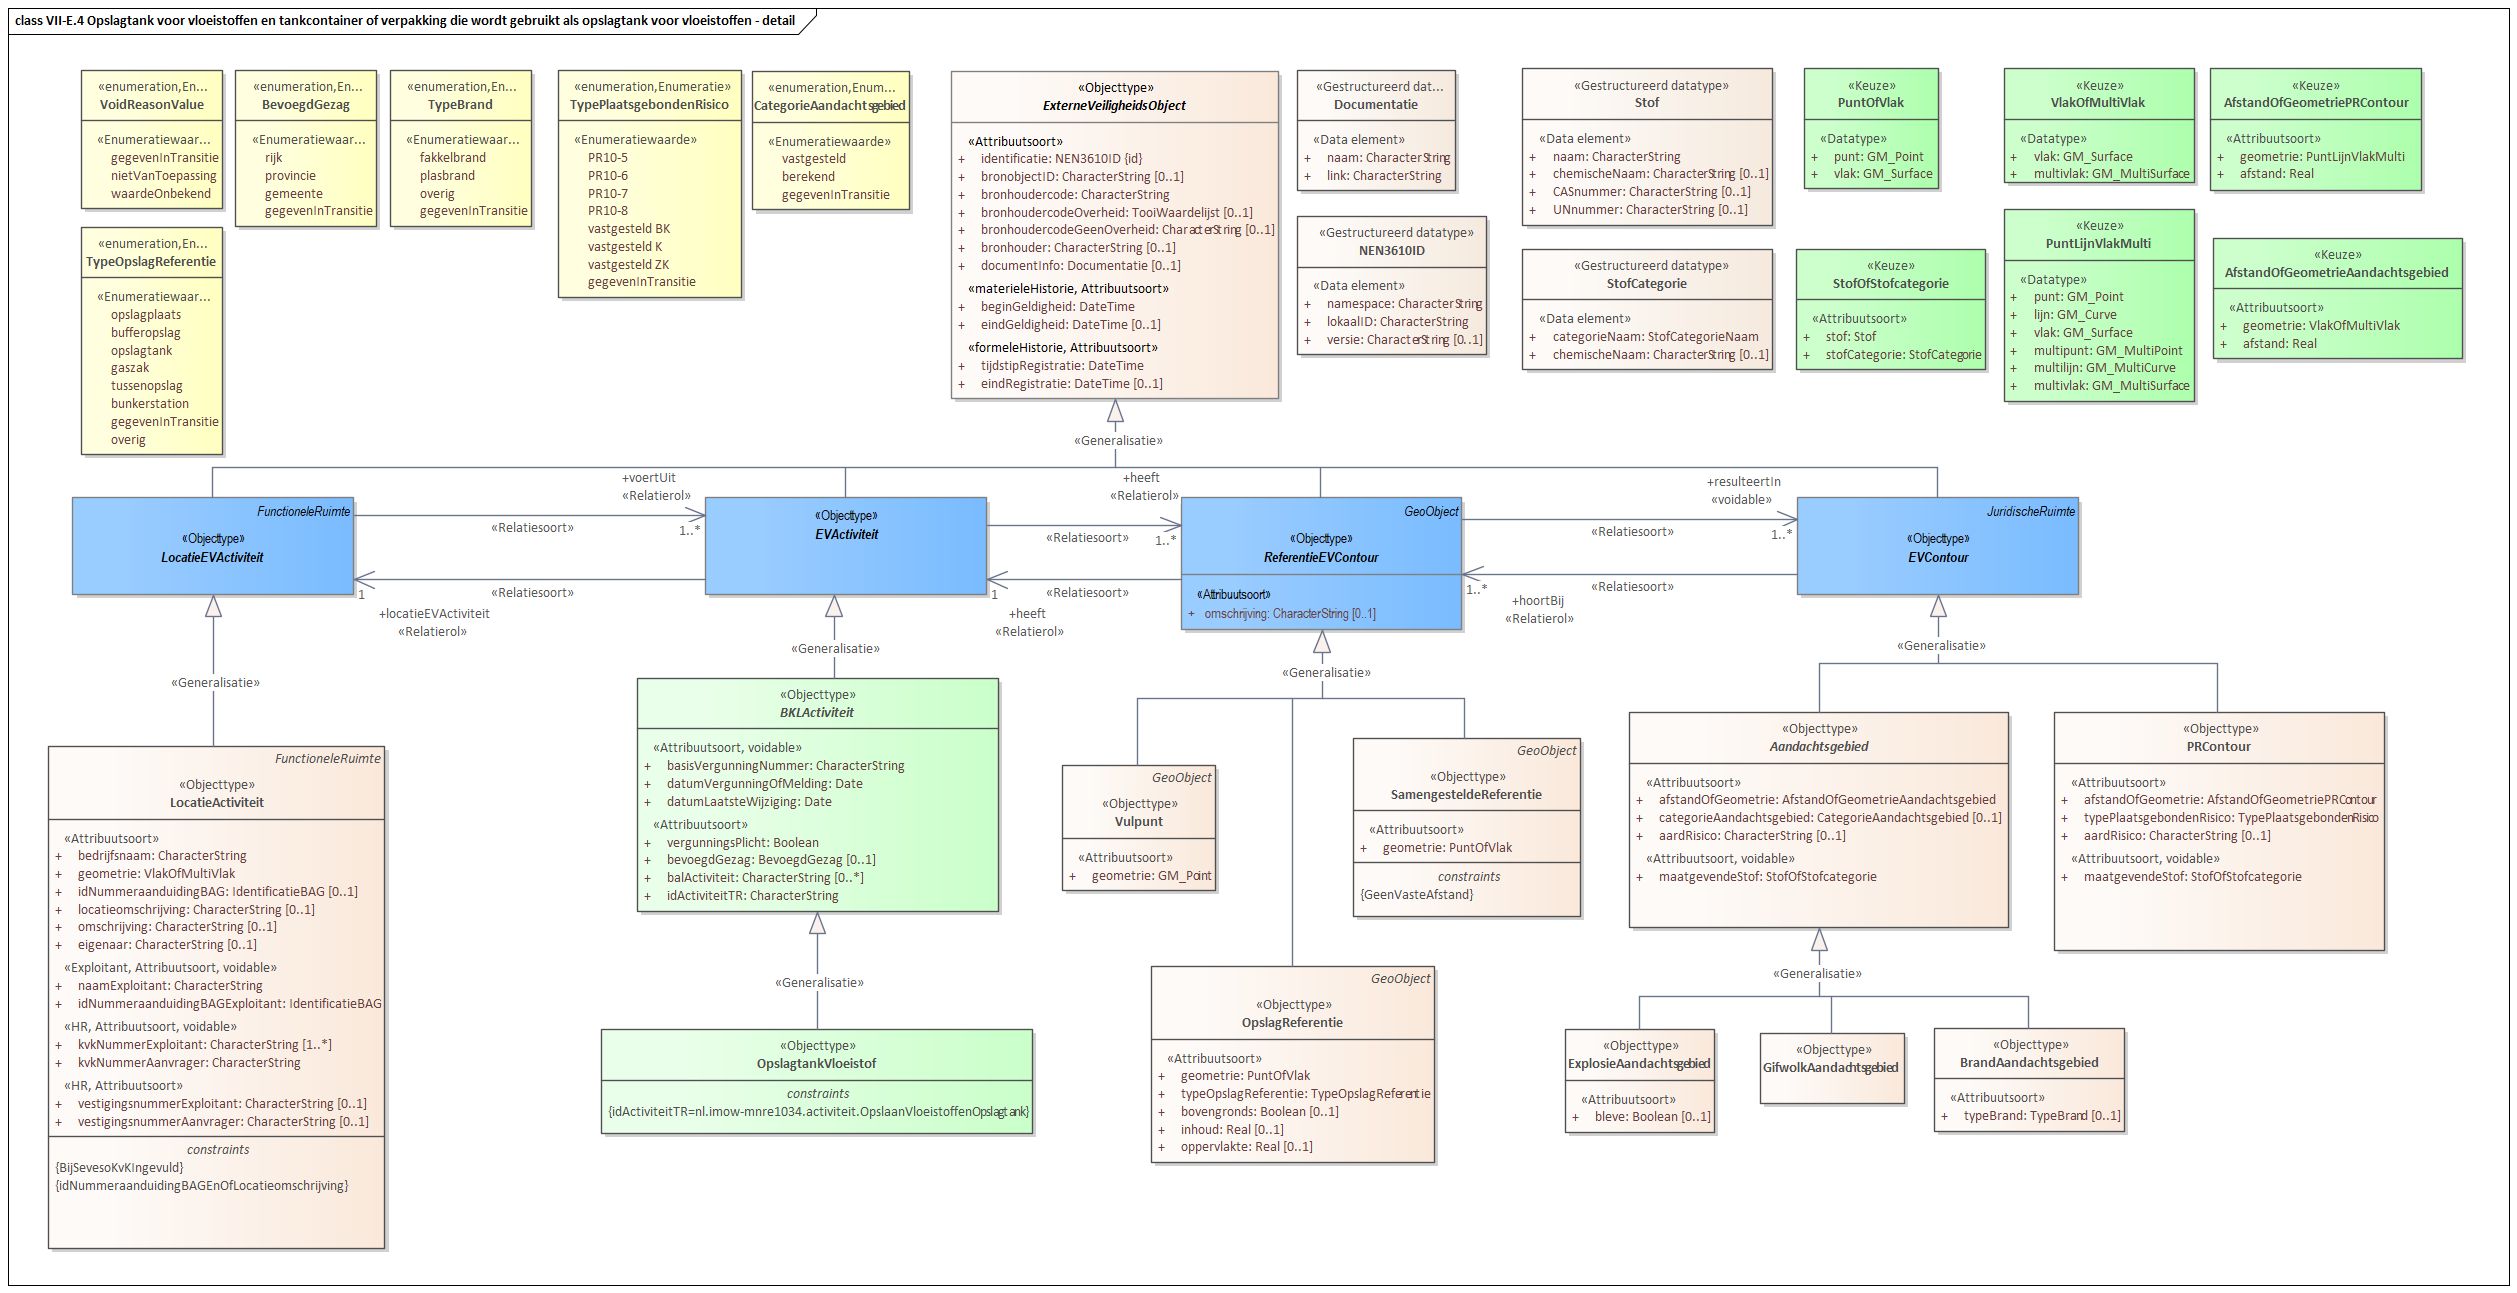 class VII-E.4 Opslagtank voor vloeistoffen en tankcontainer of verpakking die wordt gebruikt als opslagtank voor vloeistoffen - detail
«enumeration,En...
VoidReasonValue
«Enumeratiewaar...
gegevenInTransitie
nietVanToepassing
waardeOnbekend
«enumeration,En...
BevoegdGezag
«Enumeratiewaar...
rijk
provincie
gemeente
gegevenInTransitie
«enumeration,En...
TypeBrand
«Enumeratiewaar...
fakkelbrand
plasbrand
overig
gegevenInTransitie
«enumeration,Enumeratie»
TypePlaatsgebondenRisico
«Enumeratiewaarde»
PR10-5
PR10-6
PR10-7
PR10-8
vastgesteld BK
vastgesteld K
vastgesteld ZK
gegevenInTransitie
«enumeration,Enum...
CategorieAandachtsgebied
«Enumeratiewaarde»
vastgesteld
berekend
gegevenInTransitie
«enumeration,En...
TypeOpslagReferentie
«Enumeratiewaar...
opslagplaats
bufferopslag
opslagtank
gaszak
tussenopslag
bunkerstation
gegevenInTransitie
overig
«Objecttype»
ExterneVeiligheidsObject
«Attribuutsoort»
+ identificatie: NEN3610ID {id}
+ bronobjectID: CharacterString [0..1]
+ bronhoudercode: CharacterString
+ bronhoudercodeOverheid: TooiWaardelijst [0..1]
+ bronhoudercodeGeenOverheid: CharacterString [0..1]
+ bronhouder: CharacterString [0..1]
+ documentInfo: Documentatie [0..1]
«materieleHistorie, Attribuutsoort»
+ beginGeldigheid: DateTime
+ eindGeldigheid: DateTime [0..1]
«formeleHistorie, Attribuutsoort»
+ tijdstipRegistratie: DateTime
+ eindRegistratie: DateTime [0..1]
«Gestructureerd dat...
Documentatie
«Data element»
+ naam: CharacterString
+ link: CharacterString
«Gestructureerd datatype»
NEN3610ID
«Data element»
+ namespace: CharacterString
+ lokaalID: CharacterString
+ versie: CharacterString [0..1]
«Gestructureerd datatype»
Stof
«Data element»
+ naam: CharacterString
+ chemischeNaam: CharacterString [0..1]
+ CASnummer: CharacterString [0..1]
+ UNnummer: CharacterString [0..1]
«Gestructureerd datatype»
StofCategorie
«Data element»
+ categorieNaam: StofCategorieNaam
+ chemischeNaam: CharacterString [0..1]
«Keuze»
PuntOfVlak
«Datatype»
+ punt: GM_Point
+ vlak: GM_Surface
«Keuze»
StofOfStofcategorie
«Attribuutsoort»
+ stof: Stof
+ stofCategorie: StofCategorie
«Keuze»
VlakOfMultiVlak
«Datatype»
+ vlak: GM_Surface
+ multivlak: GM_MultiSurface
«Keuze»
PuntLijnVlakMulti
«Datatype»
+ punt: GM_Point
+ lijn: GM_Curve
+ vlak: GM_Surface
+ multipunt: GM_MultiPoint
+ multilijn: GM_MultiCurve
+ multivlak: GM_MultiSurface
«Keuze»
AfstandOfGeometriePRContour
«Attribuutsoort»
+ geometrie: PuntLijnVlakMulti
+ afstand: Real
«Keuze»
AfstandOfGeometrieAandachtsgebied
«Attribuutsoort»
+ geometrie: VlakOfMultiVlak
+ afstand: Real
«Generalisatie»
FunctioneleRuimte
«Objecttype»
LocatieEVActiviteit
+voertUit
«Relatierol»
«Relatiesoort»
1..*
«Relatiesoort»
1
+locatieEVActiviteit
«Relatierol»
«Objecttype»
EVActiviteit
+heeft
«Relatierol»
«Relatiesoort»
1..*
«Relatiesoort»
1
+heeft
«Relatierol»
GeoObject
«Objecttype»
ReferentieEVContour
«Attribuutsoort»
+ omschrijving: CharacterString [0..1]
+resulteertIn
«voidable»
«Relatiesoort»
1..*
«Relatiesoort»
1..*
+hoortBij
«Relatierol»
JuridischeRuimte
«Objecttype»
EVContour
«Generalisatie»
«Generalisatie»
«Generalisatie»
«Generalisatie»
FunctioneleRuimte
«Objecttype»
LocatieActiviteit
«Attribuutsoort»
+ bedrijfsnaam: CharacterString
+ geometrie: VlakOfMultiVlak
+ idNummeraanduidingBAG: IdentificatieBAG [0..1]
+ locatieomschrijving: CharacterString [0..1]
+ omschrijving: CharacterString [0..1]
+ eigenaar: CharacterString [0..1]
«Exploitant, Attribuutsoort, voidable»
+ naamExploitant: CharacterString
+ idNummeraanduidingBAGExploitant: IdentificatieBAG
«HR, Attribuutsoort, voidable»
+ kvkNummerExploitant: CharacterString [1..*]
+ kvkNummerAanvrager: CharacterString
«HR, Attribuutsoort»
+ vestigingsnummerExploitant: CharacterString [0..1]
+ vestigingsnummerAanvrager: CharacterString [0..1]
constraints
{BijSevesoKvKIngevuld}
{idNummeraanduidingBAGEnOfLocatieomschrijving}
«Objecttype»
BKLActiviteit
«Attribuutsoort, voidable»
+ basisVergunningNummer: CharacterString
+ datumVergunningOfMelding: Date
+ datumLaatsteWijziging: Date
«Attribuutsoort»
+ vergunningsPlicht: Boolean
+ bevoegdGezag: BevoegdGezag [0..1]
+ balActiviteit: CharacterString [0..*]
+ idActiviteitTR: CharacterString
«Generalisatie»
«Objecttype»
OpslagtankVloeistof
constraints
{idActiviteitTR=nl.imow-mnre1034.activiteit.OpslaanVloeistoffenOpslagtank}
GeoObject
«Objecttype»
Vulpunt
«Attribuutsoort»
+ geometrie: GM_Point
GeoObject
«Objecttype»
SamengesteldeReferentie
«Attribuutsoort»
+ geometrie: PuntOfVlak
constraints
{GeenVasteAfstand}
GeoObject
«Objecttype»
OpslagReferentie
«Attribuutsoort»
+ geometrie: PuntOfVlak
+ typeOpslagReferentie: TypeOpslagReferentie
+ bovengronds: Boolean [0..1]
+ inhoud: Real [0..1]
+ oppervlakte: Real [0..1]
«Objecttype»
Aandachtsgebied
«Attribuutsoort»
+ afstandOfGeometrie: AfstandOfGeometrieAandachtsgebied
+ categorieAandachtsgebied: CategorieAandachtsgebied [0..1]
+ aardRisico: CharacterString [0..1]
«Attribuutsoort, voidable»
+ maatgevendeStof: StofOfStofcategorie
«Objecttype»
PRContour
«Attribuutsoort»
+ afstandOfGeometrie: AfstandOfGeometriePRContour
+ typePlaatsgebondenRisico: TypePlaatsgebondenRisico
+ aardRisico: CharacterString [0..1]
«Attribuutsoort, voidable»
+ maatgevendeStof: StofOfStofcategorie
«Generalisatie»
«Objecttype»
ExplosieAandachtsgebied
«Attribuutsoort»
+ bleve: Boolean [0..1]
«Objecttype»
GifwolkAandachtsgebied
«Objecttype»
BrandAandachtsgebied
«Attribuutsoort»
+ typeBrand: TypeBrand [0..1]